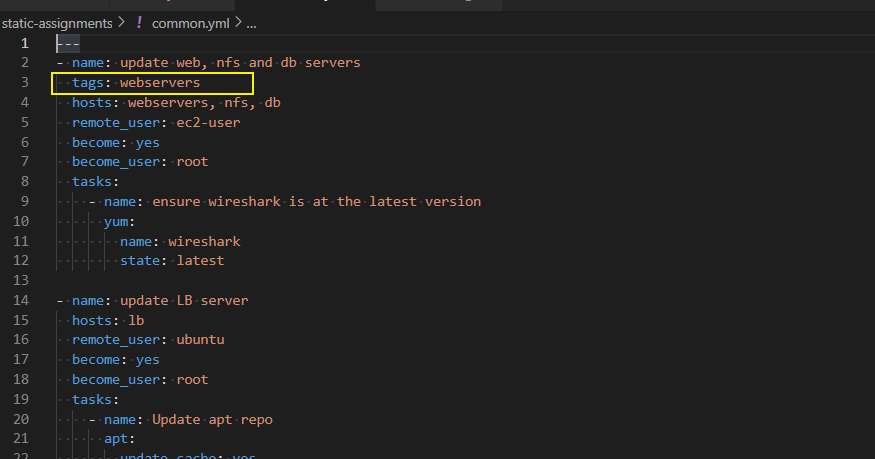 static-assignments > ! common.yml > ...
1 ---
2 - name: update web, nfs and db servers
3 tags: webservers
4 hosts: webservers, nfs, db
5 remote_user: ec2-user
6 become: yes
7 become_user: root
8 tasks:
9 - name: ensure wireshark is at the latest version
10 yum:
11 name: wireshark
12 state: latest
13
14 - name: update LB server
15 hosts: lb
16 remote_user: ubuntu
17 become: yes
18 become_user: root
19 tasks:
20 - name: Update apt repo
21 apt:
22 update_cache: yes